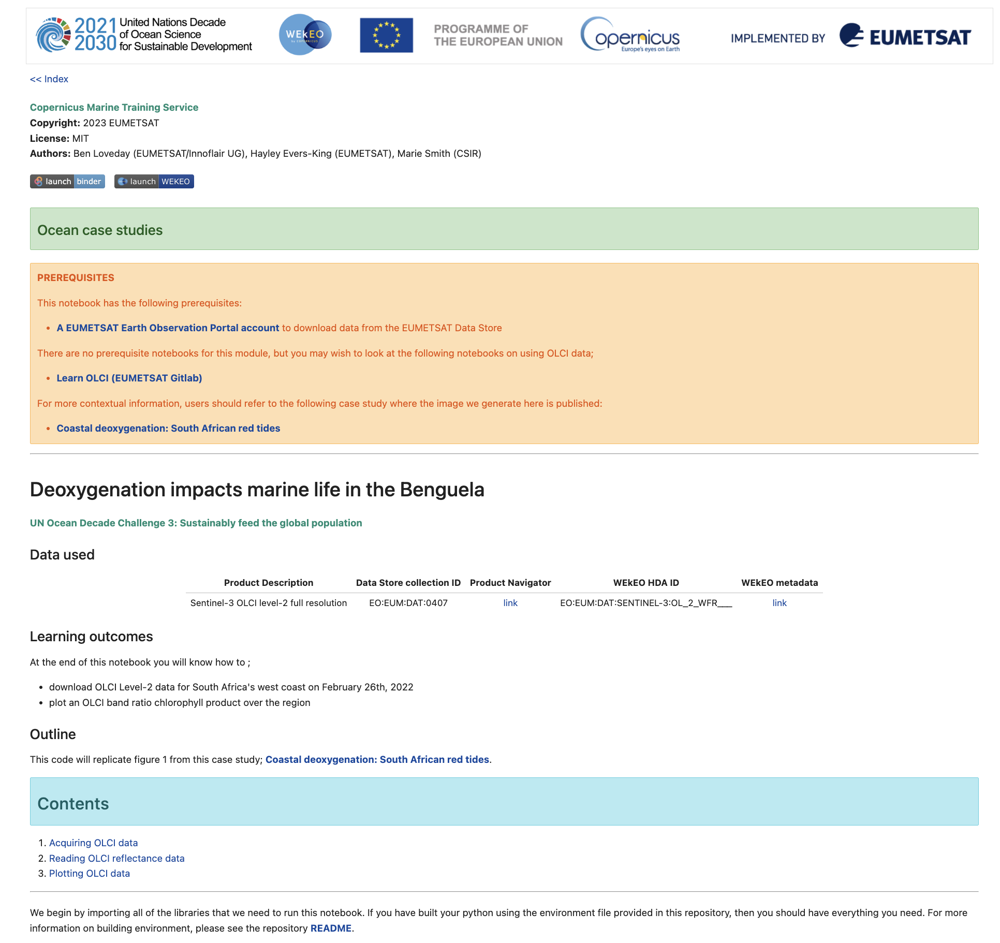 2021 2030 United Nations Decade of Ocean Science for Sustainable Development
WEkEO by COPERNICUS
PROGRAMME OF THE EUROPEAN UNION
opernicus Europe's eyes on Earth
IMPLEMENTED BY EUMETSAT
<< Index
Copernicus Marine Training Service
Copyright: 2023 EUMETSAT
License: MIT
Authors: Ben Loveday (EUMETSAT/Innoflair UG), Hayley Evers-King (EUMETSAT), Marie Smith (CSIR)
launch binder launch WEKEO
Ocean case studies
PREREQUISITES
This notebook has the following prerequisites:
• A EUMETSAT Earth Observation Portal account to download data from the EUMETSAT Data Store
There are no prerequisite notebooks for this module, but you may wish to look at the following notebooks on using OLCI data;
• Learn OLCI (EUMETSAT Gitlab)
For more contextual information, users should refer to the following case study where the image we generate here is published:
• Coastal deoxygenation: South African red tides
Deoxygenation impacts marine life in the Benguela
UN Ocean Decade Challenge 3: Sustainably feed the global population
Data used
Product Description Data Store collection ID Product Navigator WEkEO HDA ID WEkEO metadata
Sentinel-3 OLCI level-2 full resolution EO:EUM:DAT:0407 link EO:EUM:DAT:SENTINEL-3:OL_2_WFR___ link
Learning outcomes
At the end of this notebook you will know how to ;
• download OLCI Level-2 data for South Africa's west coast on February 26th, 2022
• plot an OLCI band ratio chlorophyll product over the region
Outline
This code will replicate figure 1 from this case study; Coastal deoxygenation: South African red tides.
Contents
1. Acquiring OLCI data
2. Reading OLCI reflectance data
3. Plotting OLCI data
We begin by importing all of the libraries that we need to run this notebook. If you have built your python using the environment file provided in this repository, then you should have everything you need. For more
information on building environment, please see the repository README.